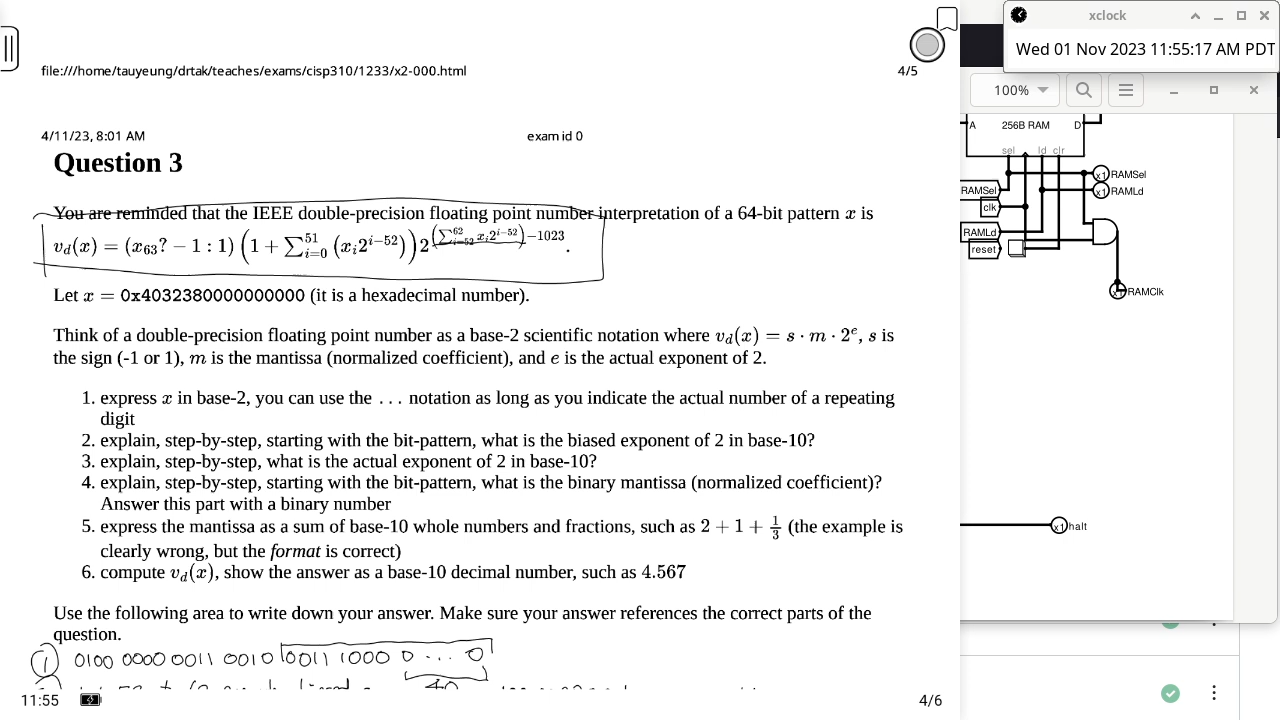 xclock
Wed 01 Nov 2023 11:55:17 AM PDT
file:///home/tauyeung/drtak/teaches/exams/cisp310/1233/x2-000.html
4/5
100%
4/11/23, 8:01 AM
exam id 0
Question 3
You are reminded that the IEEE double-precision floating point number interpretation of a 64-bit pattern x is
v_d(x) = (x_63? − 1 : 1) (1 + ∑_{i=0}^{51} (x_i 2^{i−52})) 2^{(∑_{i=52}^{62} x_i 2^{i−52})−1023}.
Let x = 0x4032380000000000 (it is a hexadecimal number).
Think of a double-precision floating point number as a base-2 scientific notation where v_d(x) = s · m · 2^e, s is
the sign (-1 or 1), m is the mantissa (normalized coefficient), and e is the actual exponent of 2.
1. express x in base-2, you can use the ... notation as long as you indicate the actual number of a repeating
digit
2. explain, step-by-step, starting with the bit-pattern, what is the biased exponent of 2 in base-10?
3. explain, step-by-step, what is the actual exponent of 2 in base-10?
4. explain, step-by-step, starting with the bit-pattern, what is the binary mantissa (normalized coefficient)?
Answer this part with a binary number
5. express the mantissa as a sum of base-10 whole numbers and fractions, such as 2 + 1 + 1/3 (the example is
clearly wrong, but the format is correct)
6. compute v_d(x), show the answer as a base-10 decimal number, such as 4.567
Use the following area to write down your answer. Make sure your answer references the correct parts of the
question.
1 0100 0000 0011 0010 0011 1000 0 ... 0
40
11:55
4/6
A
256B RAM
D
sel
ld
clr
x1
RAMSel
x1
RAMLd
RAMSel
clk
RAMLd
reset
x1
RAMClk
x1
halt